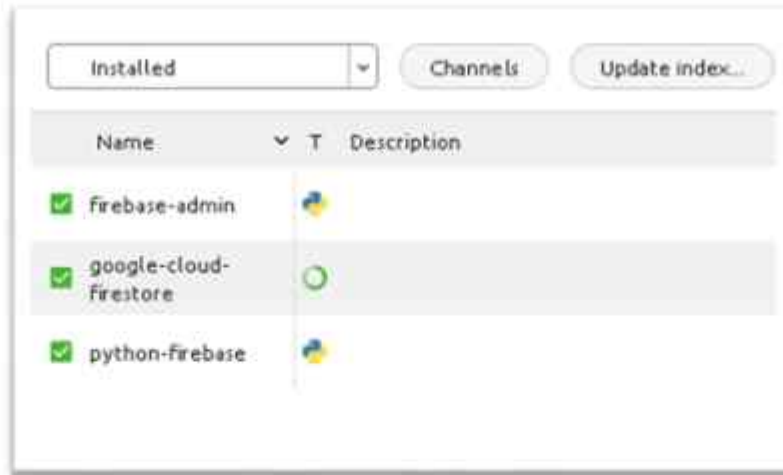 Installed
Channels
Update index...
Name
T
Description
firebase-admin
google-cloud-
firestore
python-firebase